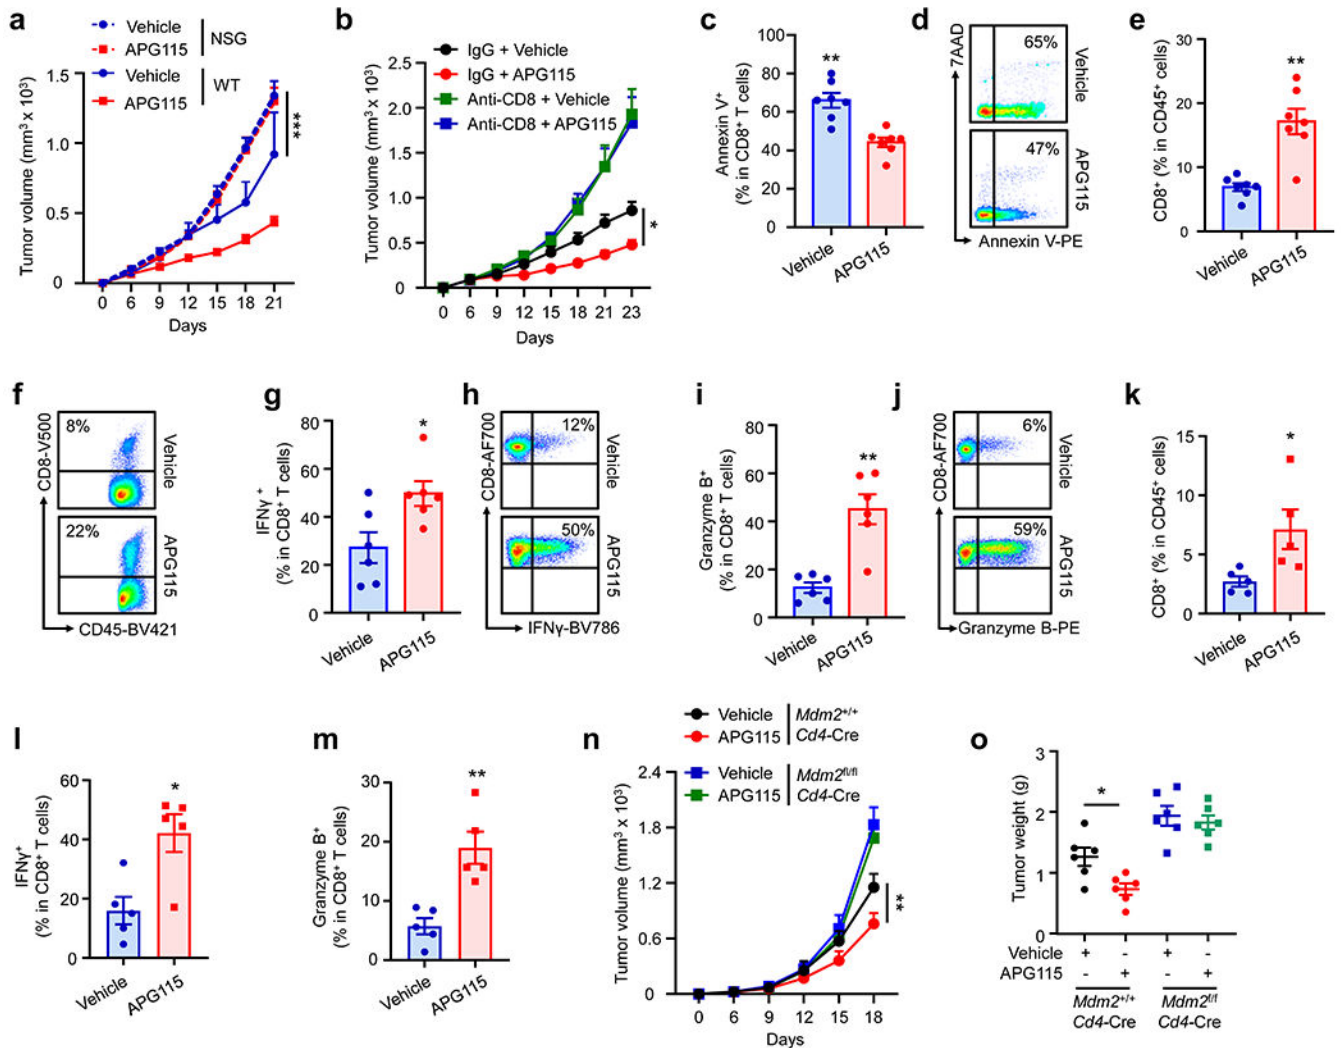 a
Vehicle
APG115
NSG
Vehicle
APG115
WT
Tumor volume (mm³ x 10³)
1.5
1.0
0.5
0
***
0 6 9 12 15 18 21
Days
b
IgG + Vehicle
IgG + APG115
Anti-CD8 + Vehicle
Anti-CD8 + APG115
Tumor volume (mm³ x 10³)
2.0
1.5
1.0
0.5
0
*
0 6 9 12 15 18 21 23
Days
c
Annexin V⁺
(% in CD8⁺ T cells)
100
80
60
40
20
0
**
Vehicle
APG115
d
7AAD
65%
Vehicle
47%
APG115
Annexin V-PE
e
CD8⁺ (% in CD45⁺ cells)
30
20
10
0
**
Vehicle
APG115
f
CD8-V500
8%
Vehicle
22%
APG115
CD45-BV421
g
IFNγ⁺
(% in CD8⁺ T cells)
80
60
40
20
0
*
Vehicle
APG115
h
CD8-AF700
12%
Vehicle
50%
APG115
IFNγ-BV786
i
Granzyme B⁺
(% in CD8⁺ T cells)
80
60
40
20
0
**
Vehicle
APG115
j
CD8-AF700
6%
Vehicle
59%
APG115
Granzyme B-PE
k
CD8⁺ (% in CD45⁺ cells)
15
10
5
0
*
Vehicle
APG115
l
IFNγ⁺
(% in CD8⁺ T cells)
60
40
20
0
*
Vehicle
APG115
m
Granzyme B⁺
(% in CD8⁺ T cells)
30
20
10
0
**
Vehicle
APG115
n
Vehicle
APG115
Mdm2⁺/⁺
Cd4-Cre
Vehicle
APG115
Mdm2fl/fl
Cd4-Cre
Tumor volume (mm³ x 10³)
2.4
1.8
1.2
0.6
0
**
0 6 9 12 15 18
Days
o
Tumor weight (g)
3
2
1
0
*
Vehicle + - + -
APG115 - + - +
Mdm2⁺/⁺ Mdm2f/f
Cd4-Cre Cd4-Cre